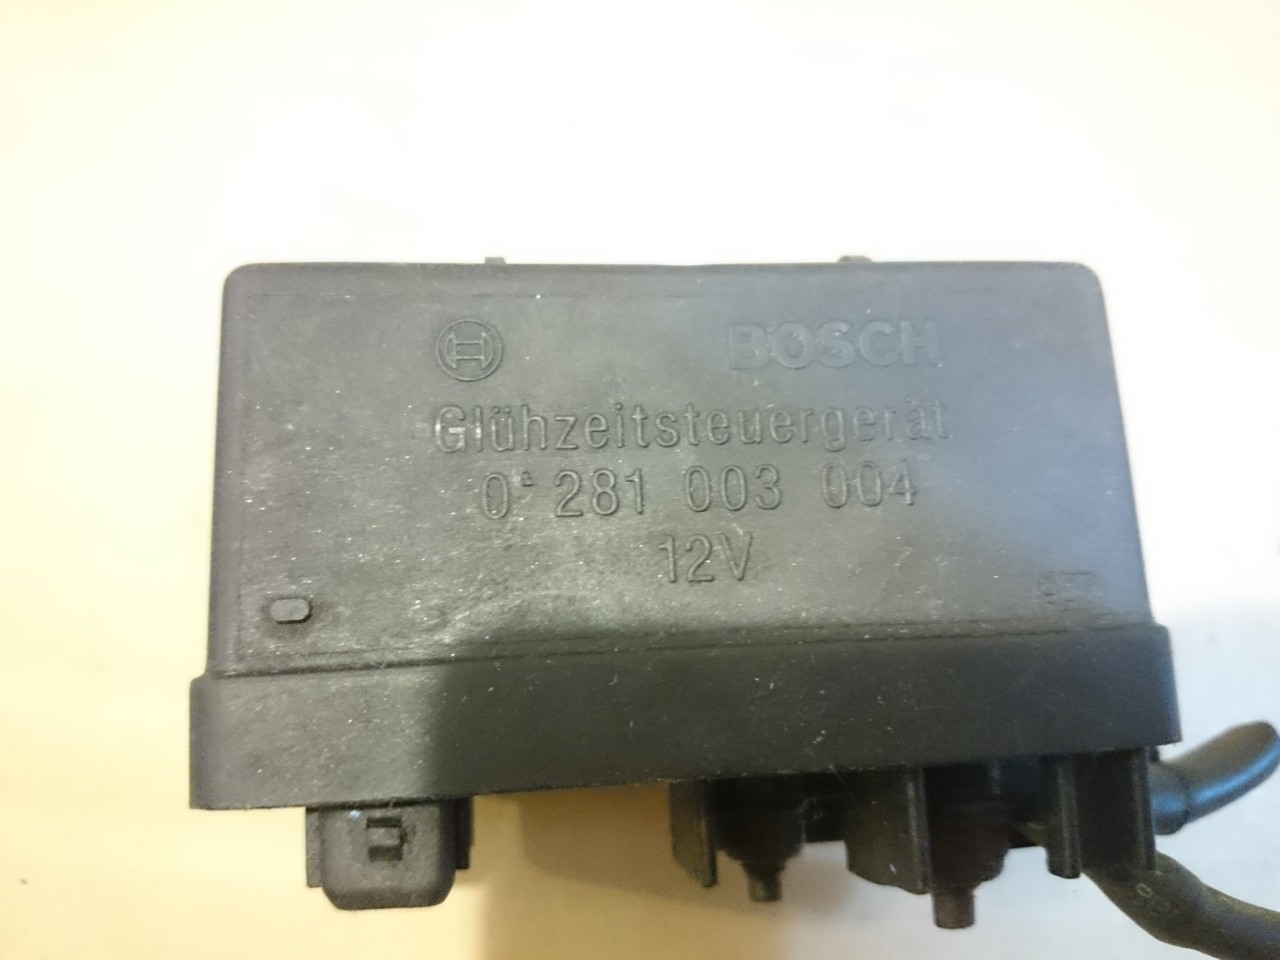 BOSCH
Glühzeitsteuergerät
0 281 003 004
12V